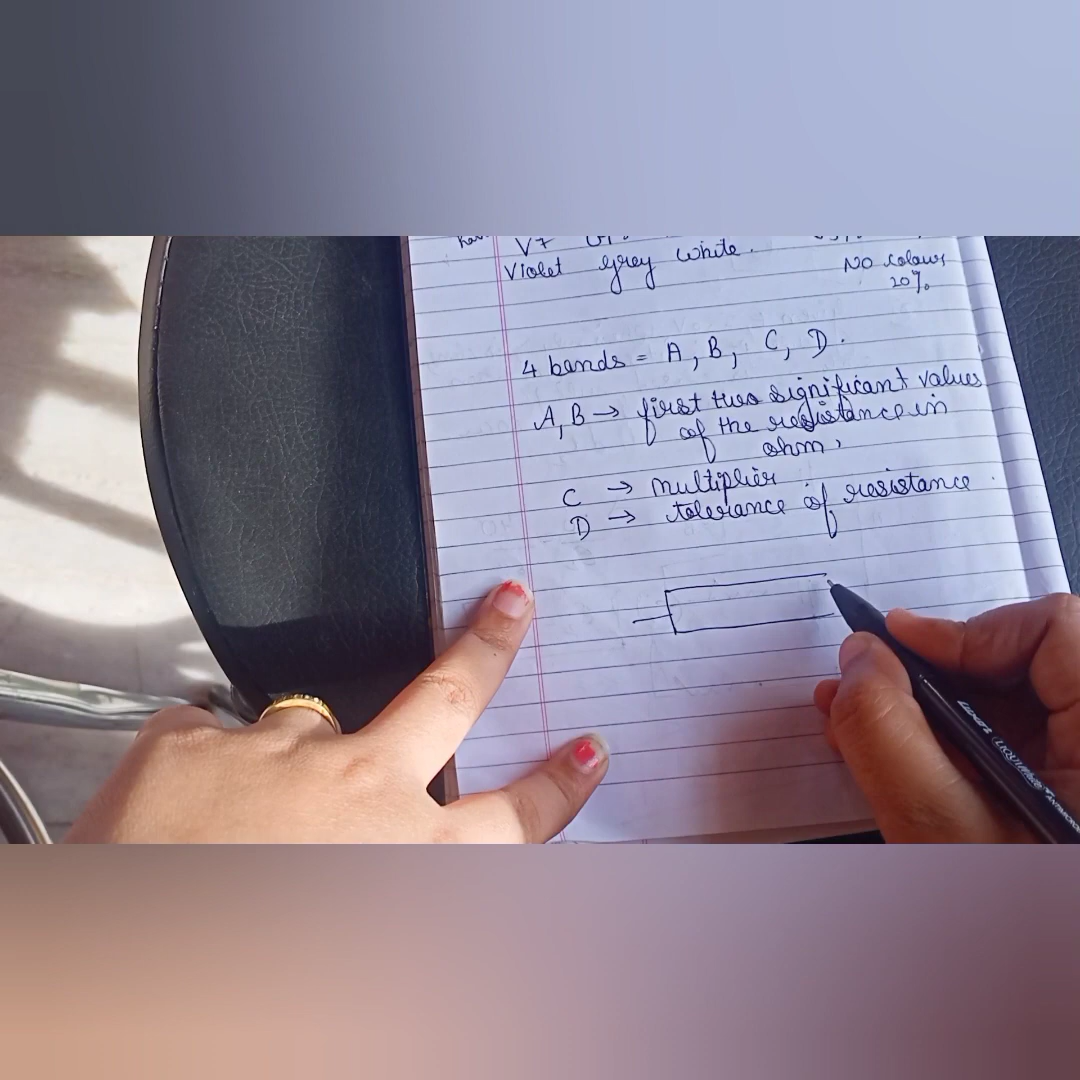 V7
Violet Grey White.
No Colour
20%
4 bands = A, B, C, D.
A, B → first two significant values
of the resistance in
ohm,
C → Multiplier
D → tolerance of resistance.